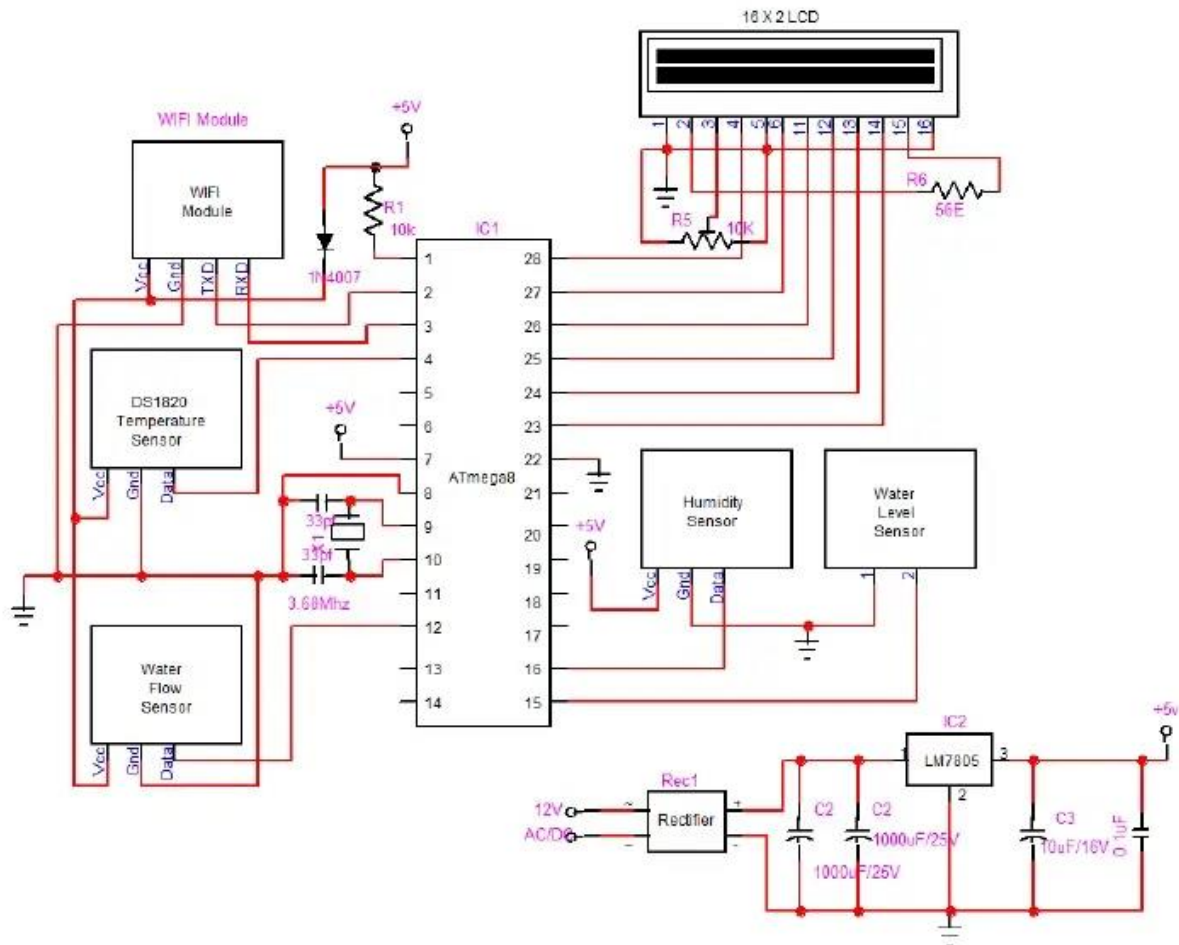 16 X 2 LCD
1 2 3 4 5 6 11 12 13 14 15 16
R6
56E
R5
10K
WIFI Module
WIFI
Module
Vcc Gnd TXD RXD
+5V
R1
10k
1N4007
IC1
ATmega8
1
2
3
4
5
6
7
8
9
10
11
12
13
14
28
27
26
25
24
23
22
21
20
19
18
17
16
15
DS1820
Temperature
Sensor
Vcc Gnd Data
+5V
33pf
X1
33pf
3.68Mhz
Water
Flow
Sensor
Vcc Gnd Data
Humidity
Sensor
Vcc Gnd Data
+5V
Water
Level
Sensor
1 2
12V
AC/DC
Rec1
Rectifier
~ +
~ -
C2
1000uF/25V
C2
1000uF/25V
IC2
LM7805
1 3
2
C3
10uF/16V
0.1uF
+5v